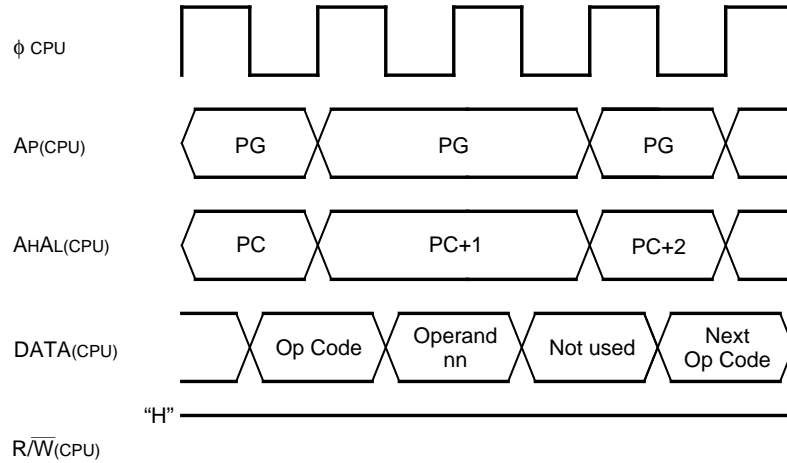 ϕ CPU
AP(CPU)
PG
PG
PG
AHAL(CPU)
PC
PC+1
PC+2
DATA(CPU)
Op Code
Operand
nn
Not used
Next
Op Code
“H”
R/W̅(CPU)